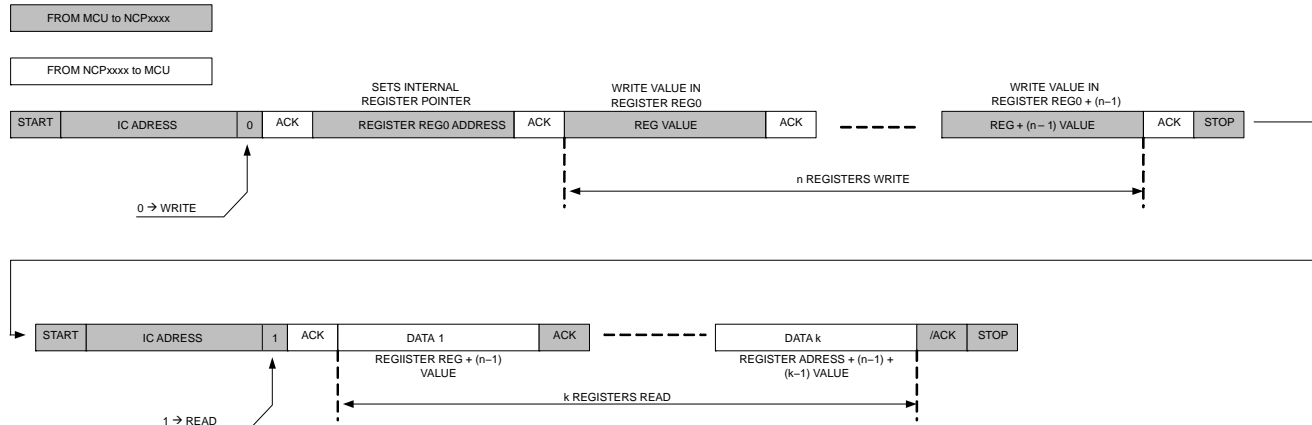 FROM MCU to NCPxxxx
FROM NCPxxxx to MCU
SETS INTERNAL
REGISTER POINTER
WRITE VALUE IN
REGISTER REG0
WRITE VALUE IN
REGISTER REG0 + (n−1)
START IC ADRESS 0 ACK REGISTER REG0 ADDRESS ACK REG VALUE ACK REG + (n − 1) VALUE ACK STOP
n REGISTERS WRITE
0 → WRITE
START IC ADRESS 1 ACK DATA 1 ACK DATA k /ACK STOP
REGIISTER REG + (n−1)
VALUE
REGISTER ADRESS + (n−1) +
(k−1) VALUE
k REGISTERS READ
1 → READ